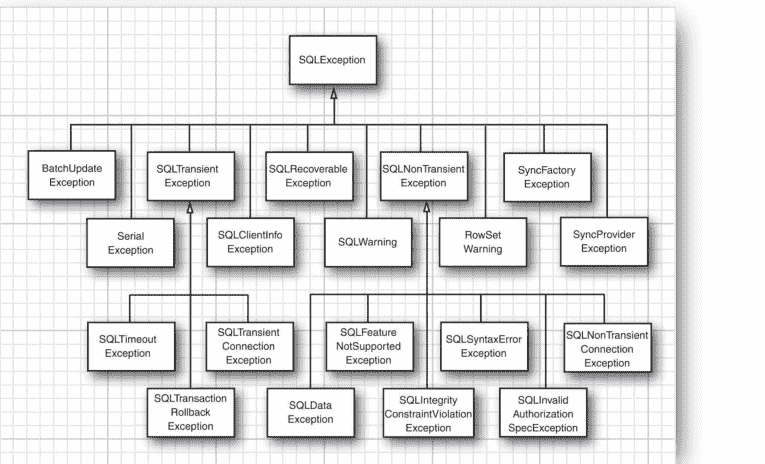 SQLException
BatchUpdate
Exception
SQLTransient
Exception
SQLRecoverable
Exception
SQLNonTransient
Exception
SyncFactory
Exception
Serial
Exception
SQLClientInfo
Exception
SQLWarning
RowSet
Warning
SyncProvider
Exception
SQLTimeout
Exception
SQLTransient
Connection
Exception
SQLFeature
NotSupported
Exception
SQLSyntaxError
Exception
SQLNonTransient
Connection
Exception
SQLTransaction
Rollback
Exception
SQLData
Exception
SQLIntegrity
ConstraintViolation
Exception
SQLInvalid
Authorization
SpecException